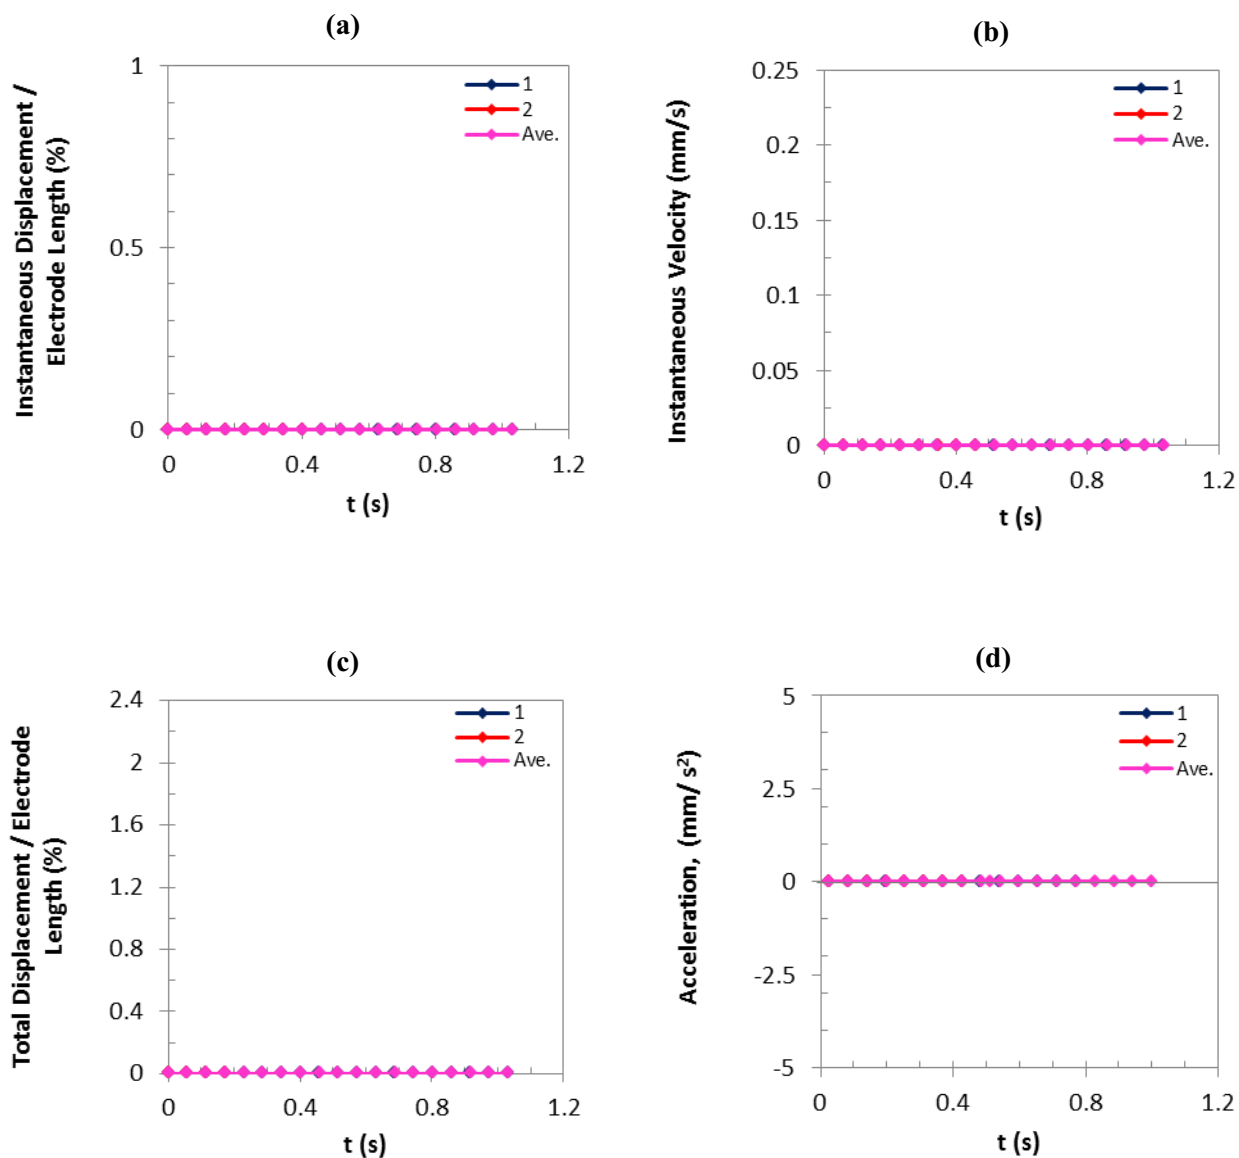 (a)
Instantaneous Displacement /
Electrode Length (%)
1
0.5
0
0
0.4
0.8
1.2
t (s)
1
2
Ave.
(b)
Instantaneous Velocity (mm/s)
0.25
0.2
0.15
0.1
0.05
0
0
0.4
0.8
1.2
t (s)
1
2
Ave.
(c)
Total Displacement / Electrode
Length (%)
2.4
2
1.6
1.2
0.8
0.4
0
0
0.4
0.8
1.2
t (s)
1
2
Ave.
(d)
Acceleration, (mm/ s²)
5
2.5
0
-2.5
-5
0
0.4
0.8
1.2
t (s)
1
2
Ave.